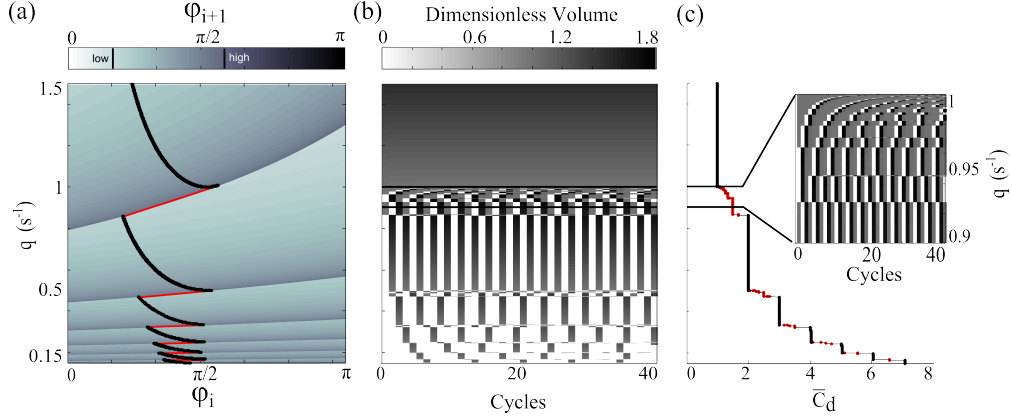 (a)
φi+1
0
π/2
π
low
high
1.5
1
0.5
0.15
q (s-1)
0
π/2
π
φi
(b)
Dimensionless Volume
0
0.6
1.2
1.8
0
20
40
Cycles
(c)
0
2
4
6
8
C̅d
1
0.95
0.9
q (s-1)
0
20
40
Cycles